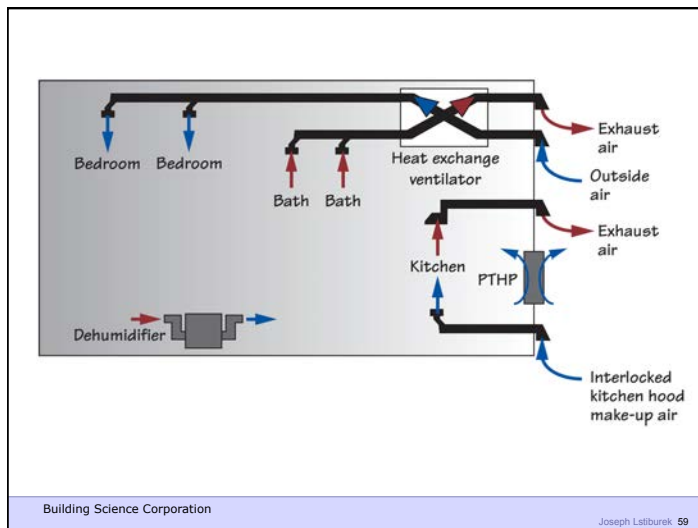 Bedroom
Bedroom
Bath
Bath
Heat exchange
ventilator
Exhaust
air
Outside
air
Exhaust
air
Kitchen
PTHP
Dehumidifier
Interlocked
kitchen hood
make-up air
Building Science Corporation
Joseph Lstiburek 59